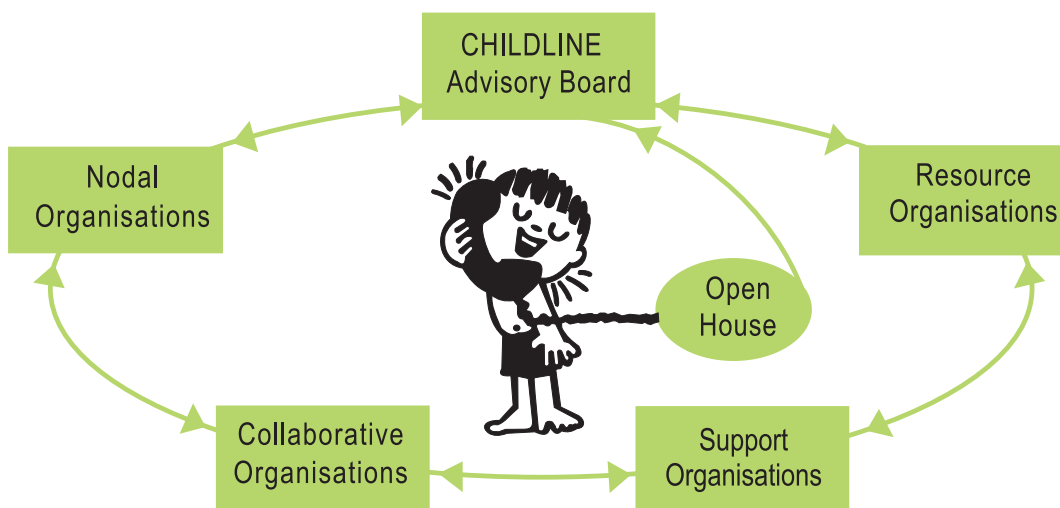 CHILDLINE
Advisory Board
Nodal
Organisations
Resource
Organisations
Open
House
Collaborative
Organisations
Support
Organisations